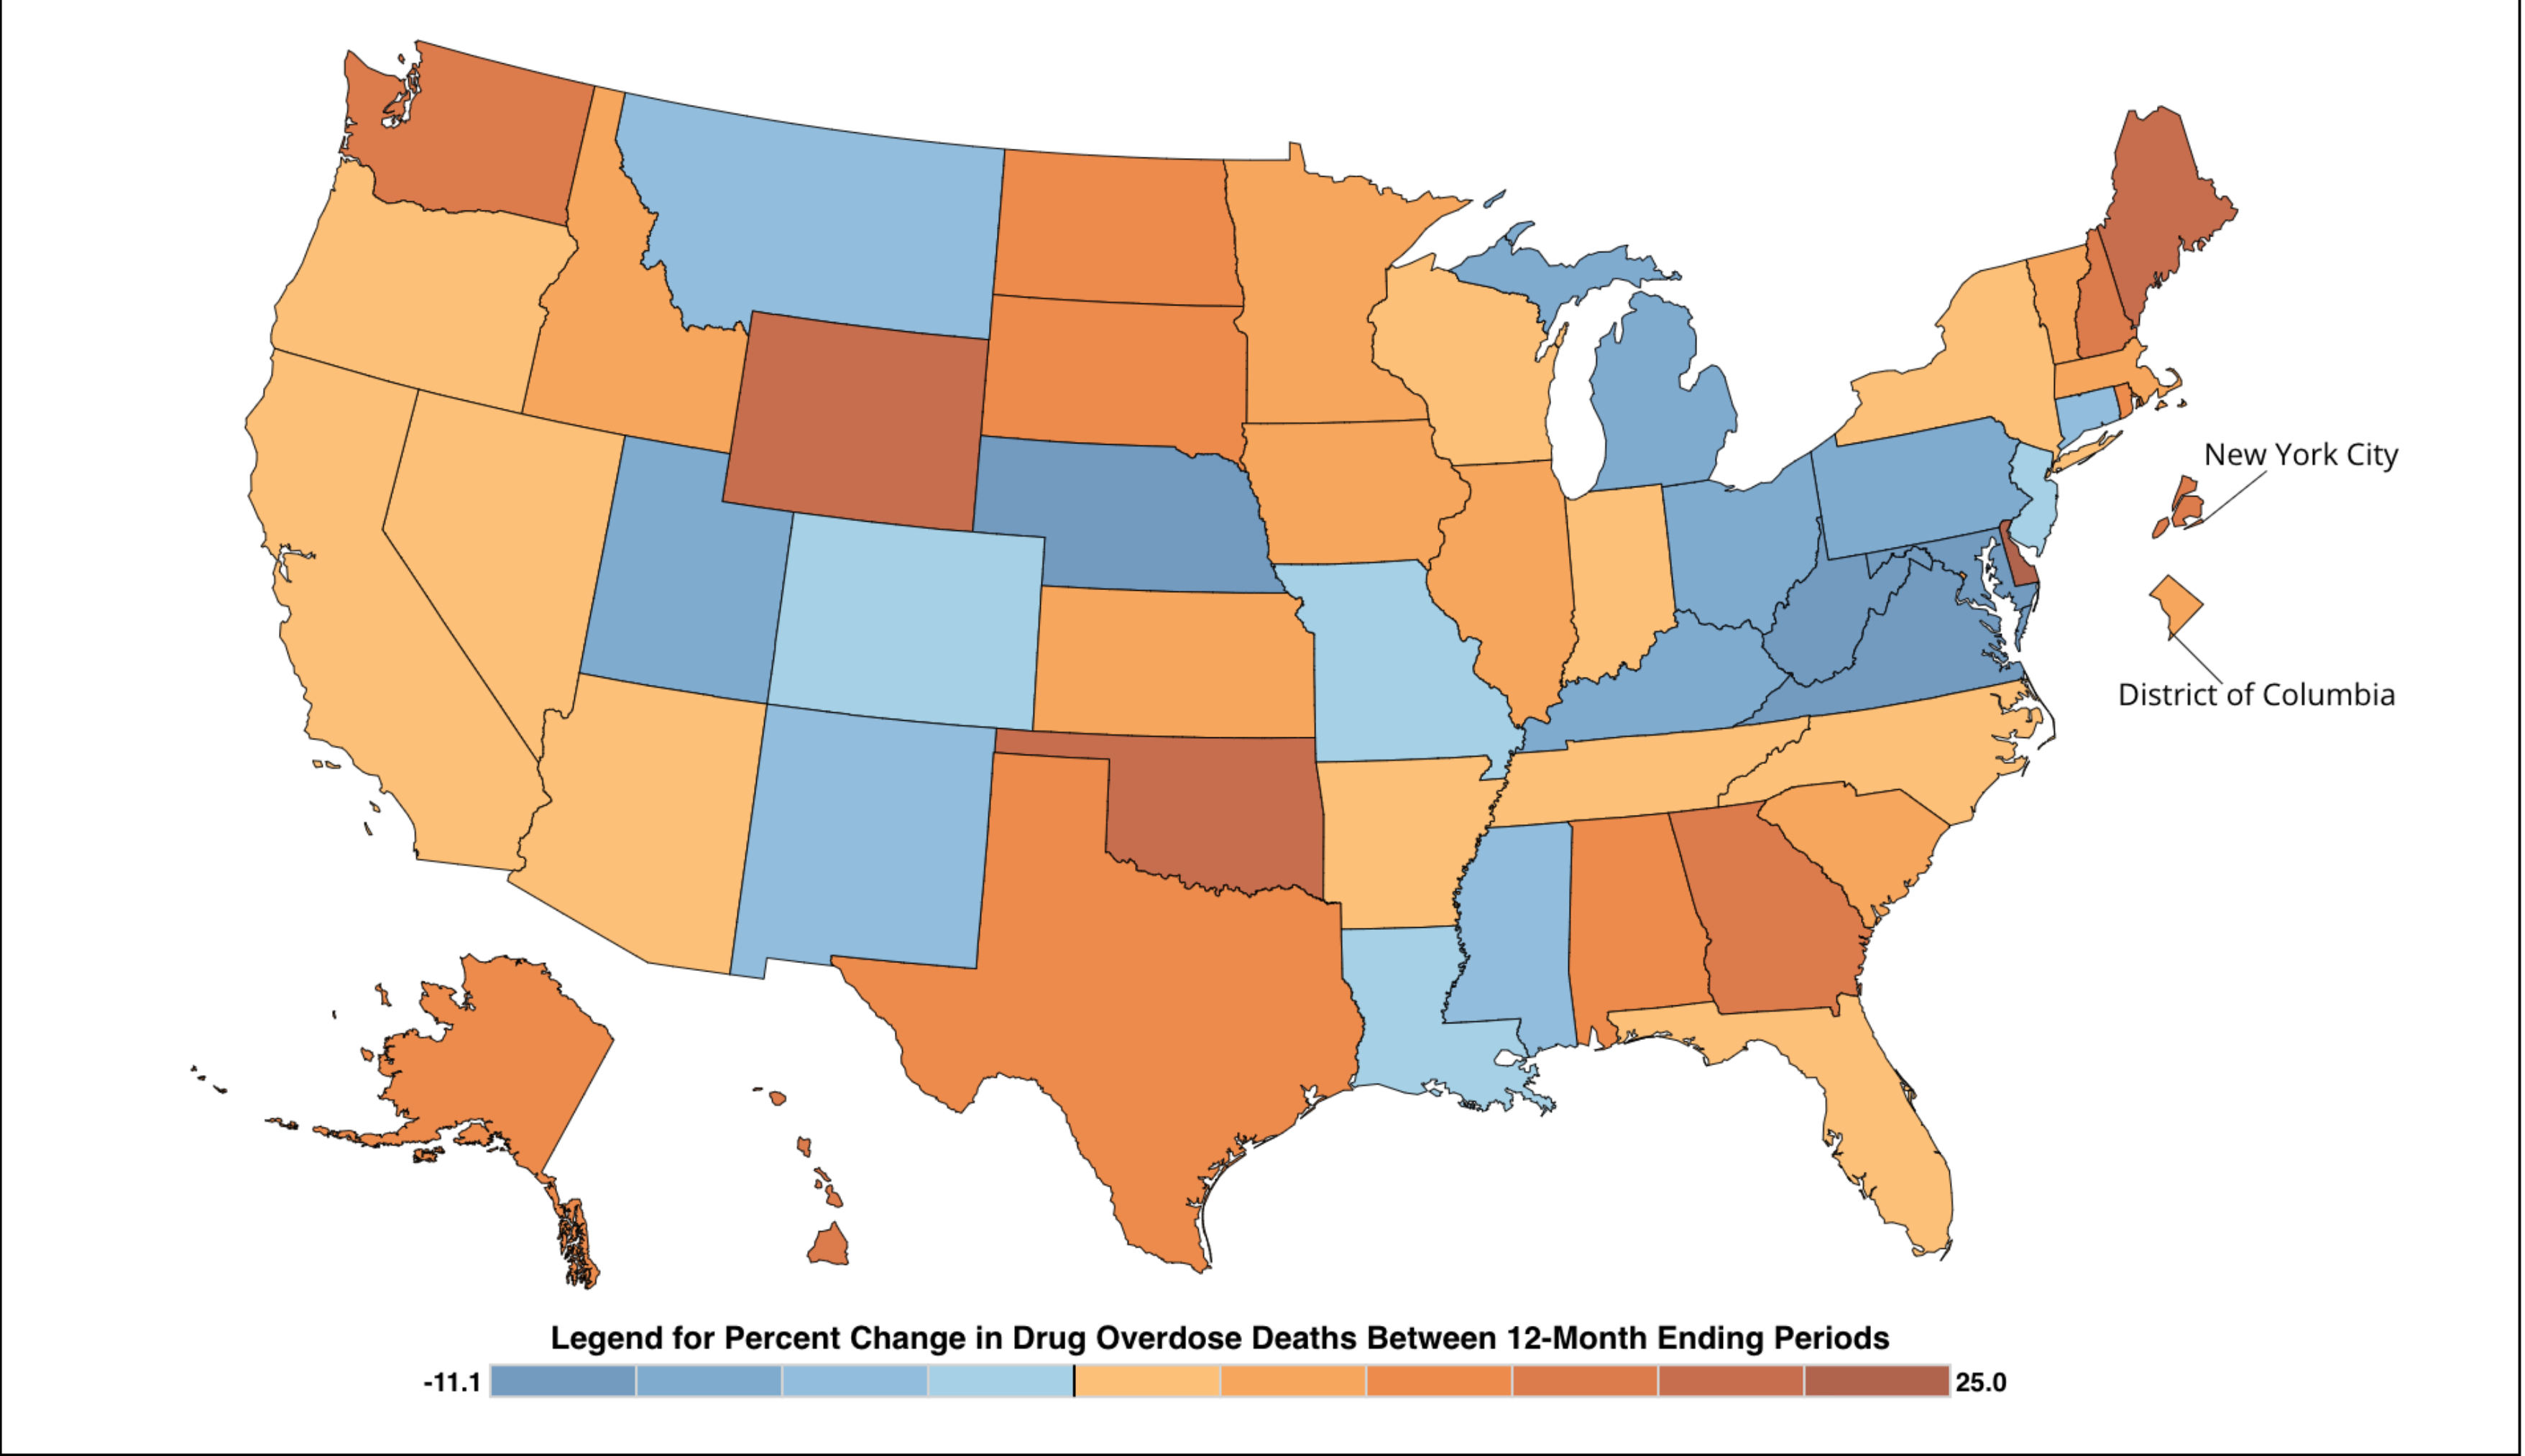 New York City
District of Columbia
Legend for Percent Change in Drug Overdose Deaths Between 12-Month Ending Periods
-11.1 25.0